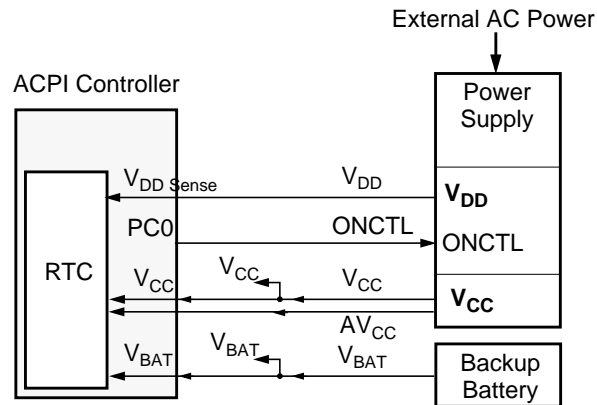 External AC Power
ACPI Controller
Power
Supply
VDD Sense
VDD
VDD
PC0
ONCTL
ONCTL
RTC
VCC
VCC
VCC
VCC
AVCC
VBAT
VBAT
VBAT
Backup
Battery